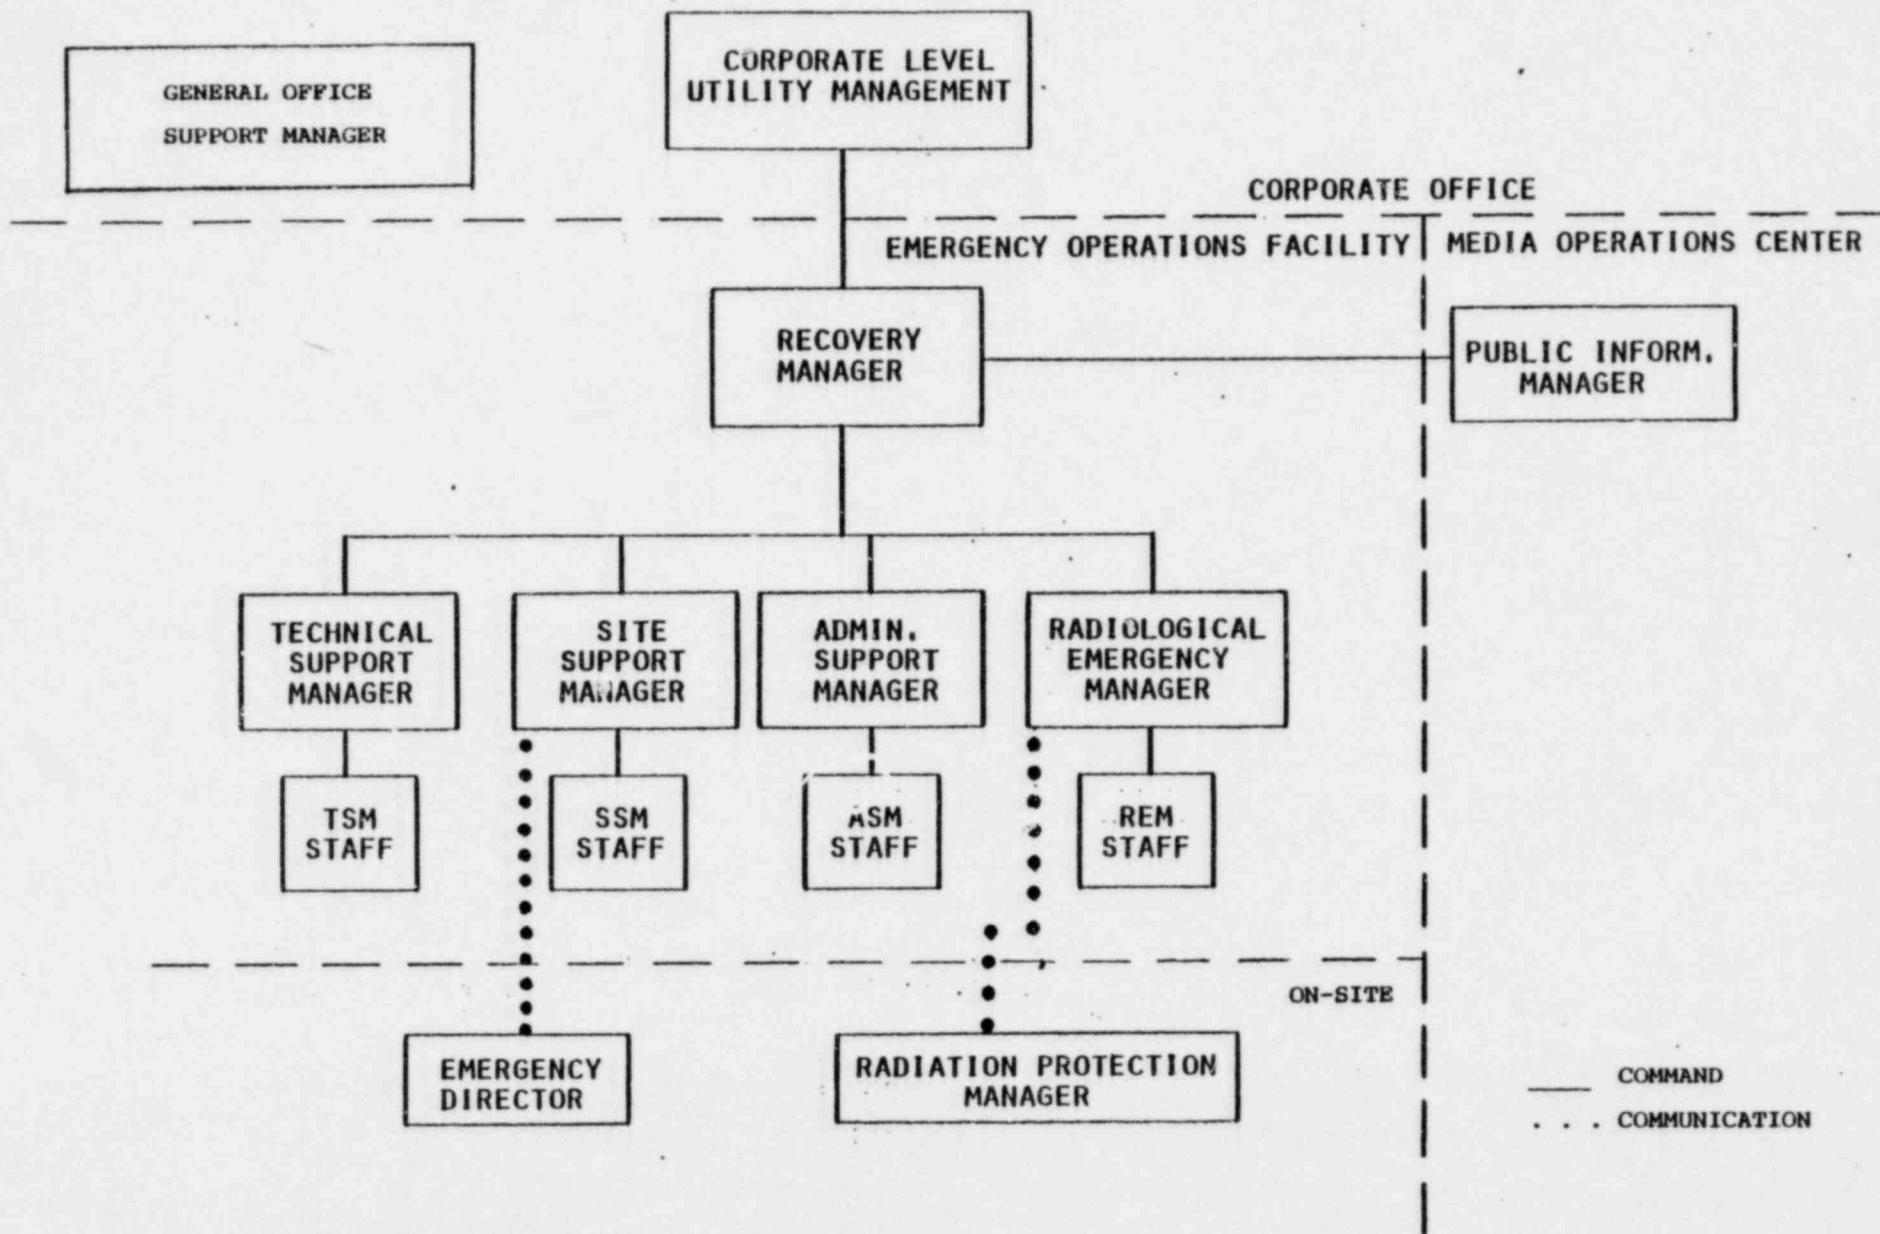 GENERAL OFFICE
SUPPORT MANAGER
CORPORATE LEVEL
UTILITY MANAGEMENT
CORPORATE OFFICE
EMERGENCY OPERATIONS FACILITY
MEDIA OPERATIONS CENTER
RECOVERY
MANAGER
PUBLIC INFORM.
MANAGER
TECHNICAL
SUPPORT
MANAGER
SITE
SUPPORT
MANAGER
ADMIN.
SUPPORT
MANAGER
RADIOLOGICAL
EMERGENCY
MANAGER
TSM
STAFF
SSM
STAFF
ASM
STAFF
REM
STAFF
ON-SITE
EMERGENCY
DIRECTOR
RADIATION PROTECTION
MANAGER
COMMAND
. . . COMMUNICATION